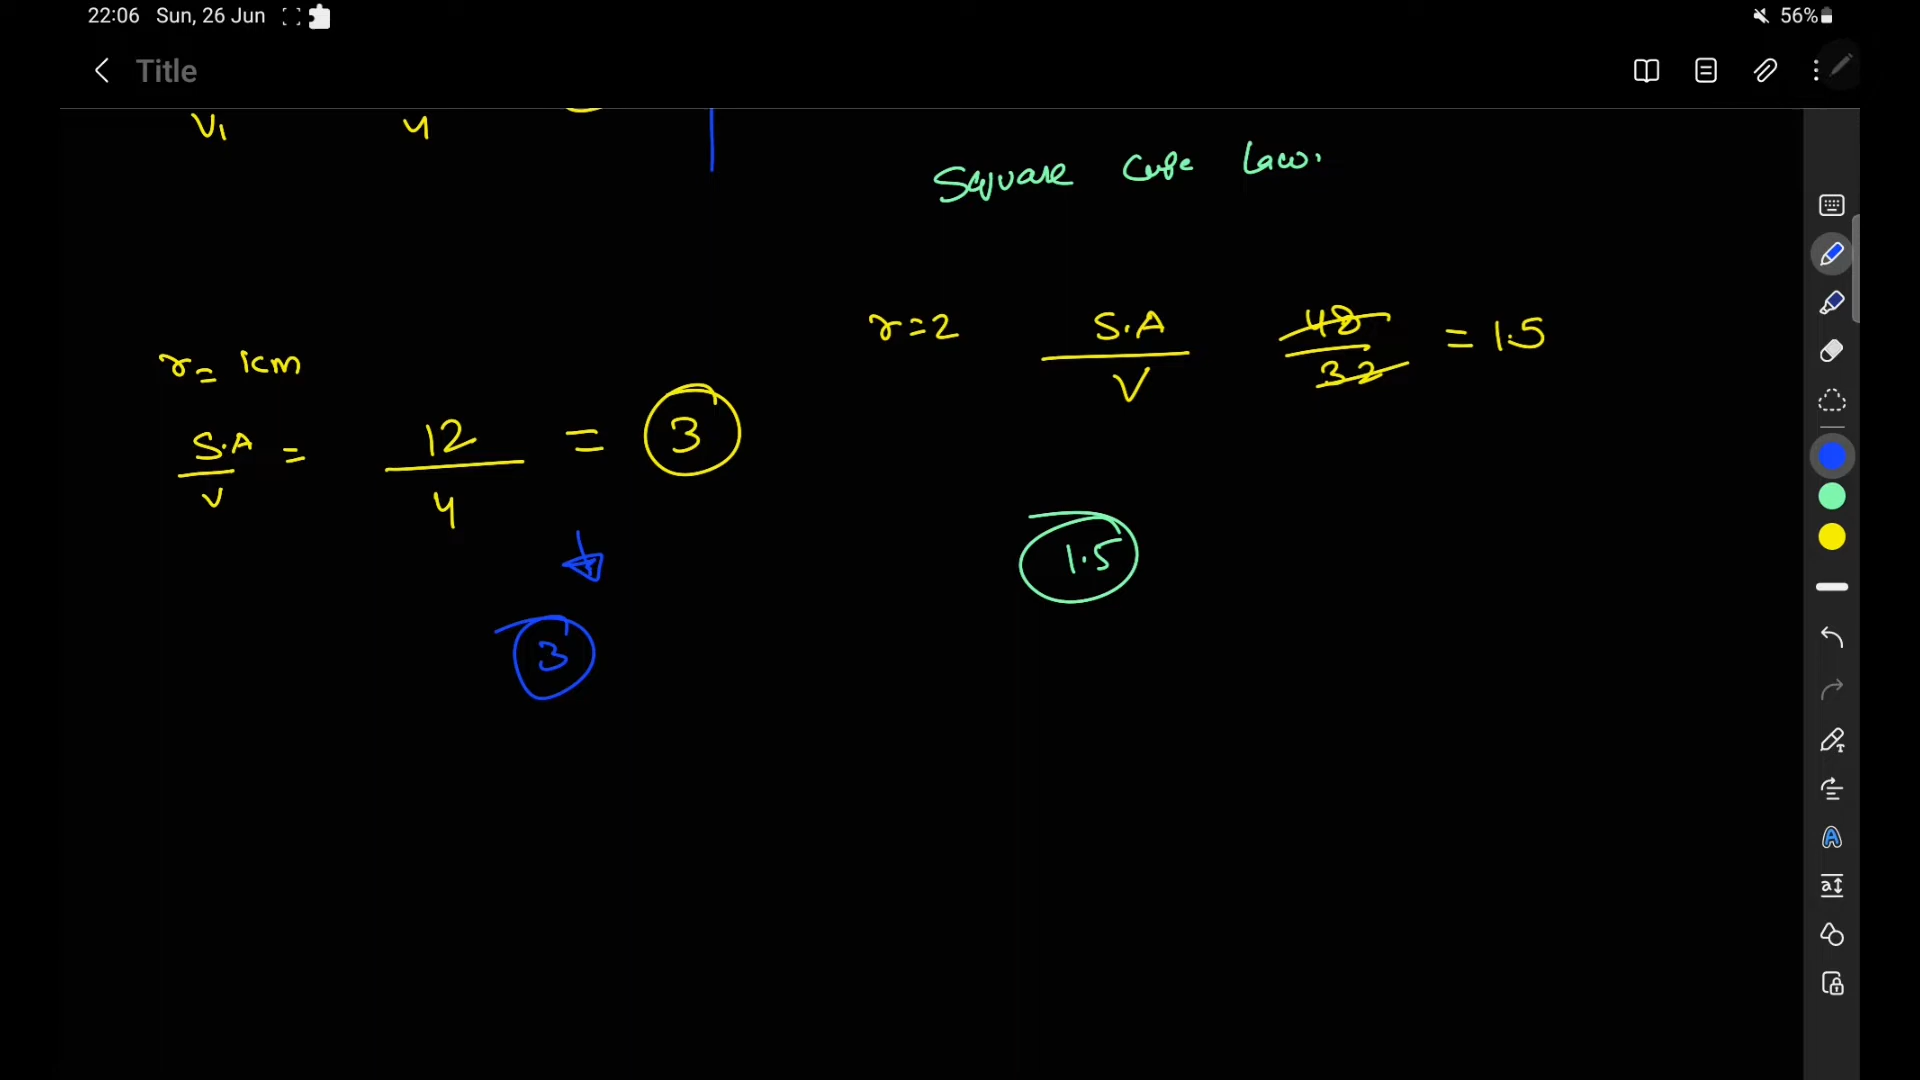 22:06 Sun, 26 Jun 56%
Title
V1 4
Square Cube Law.
r=2 S.A 48 = 1.5
V 32
r= 1cm
S.A = 12 = 3
V 4
1.5
3